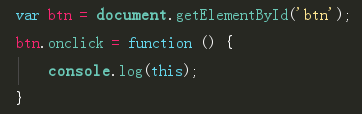 var btn = document.getElementById('btn');
btn.onclick = function () {
    console.log(this);
}